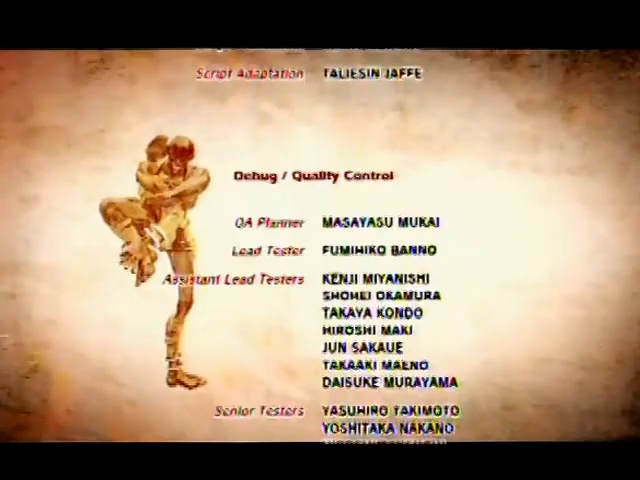 Script Adaptation TALIESIN JAFFE
Debug / Quality Control
QA Planner MASAYASU MUKAI
Lead Tester FUMIHIKO BANNO
Assistant Lead Testers KENJI MIYANISHI
SHOHEI OKAMURA
TAKAYA KONDO
HIROSHI MAKI
JUN SAKAUE
TAKAAKI MAENO
DAISUKE MURAYAMA
Senior Testers YASUHIRO TAKIMOTO
YOSHITAKA NAKANO